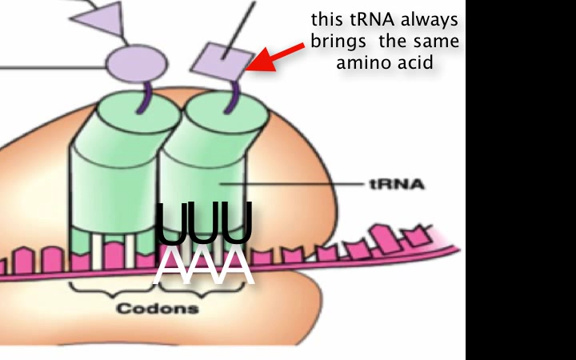 this tRNA always
brings the same
amino acid
tRNA
UUU
AAA
Codons